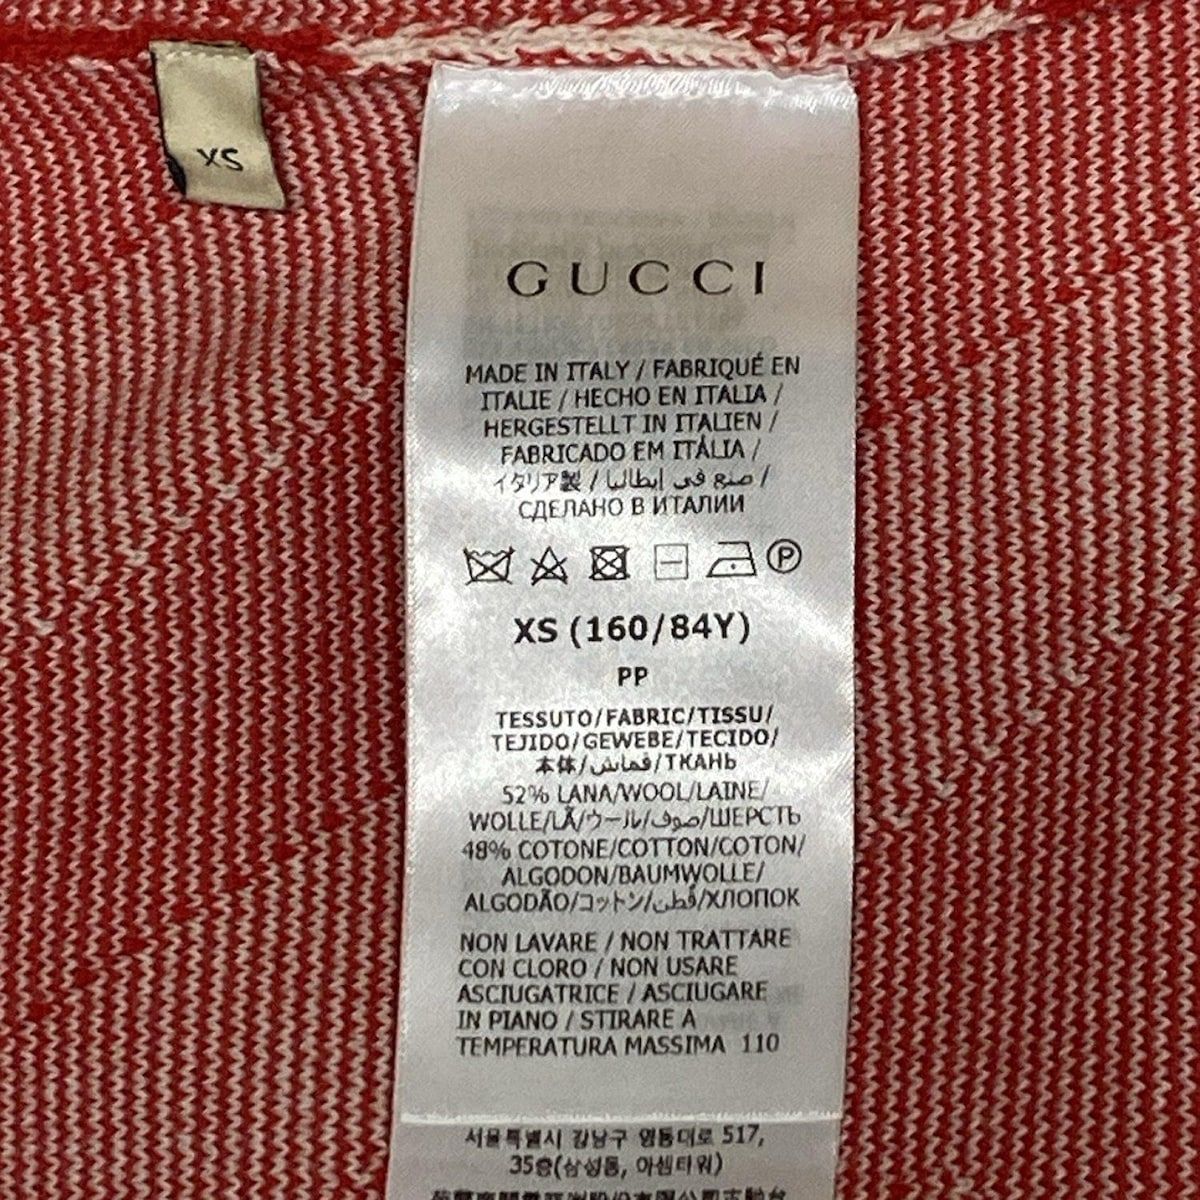 XS
GUCCI
MADE IN ITALY / FABRIQUÉ EN
ITALIE / HECHO EN ITALIA /
HERGESTELLT IN ITALIEN /
FABRICADO EM ITÁLIA /
イタリア製 / صنع في إيطاليا /
СДЕЛАНО В ИТАЛИИ
P
XS (160/84Y)
PP
TESSUTO/FABRIC/TISSU/
TEJIDO/GEWEBE/TECIDO/
本体/قماش/ТКАНЬ
52% LANA/WOOL/LAINE/
WOLLE/LÃ/ウール/صوف/ШЕРСТЬ
48% COTONE/COTTON/COTON/
ALGODON/BAUMWOLLE/
ALGODÃO/コットン/قطن/ХЛОПОК
NON LAVARE / NON TRATTARE
CON CLORO / NON USARE
ASCIUGATRICE / ASCIUGARE
IN PIANO / STIRARE A
TEMPERATURA MASSIMA 110
서울특별시 강남구 영동대로 517,
35층(삼성동, 아셈타워)